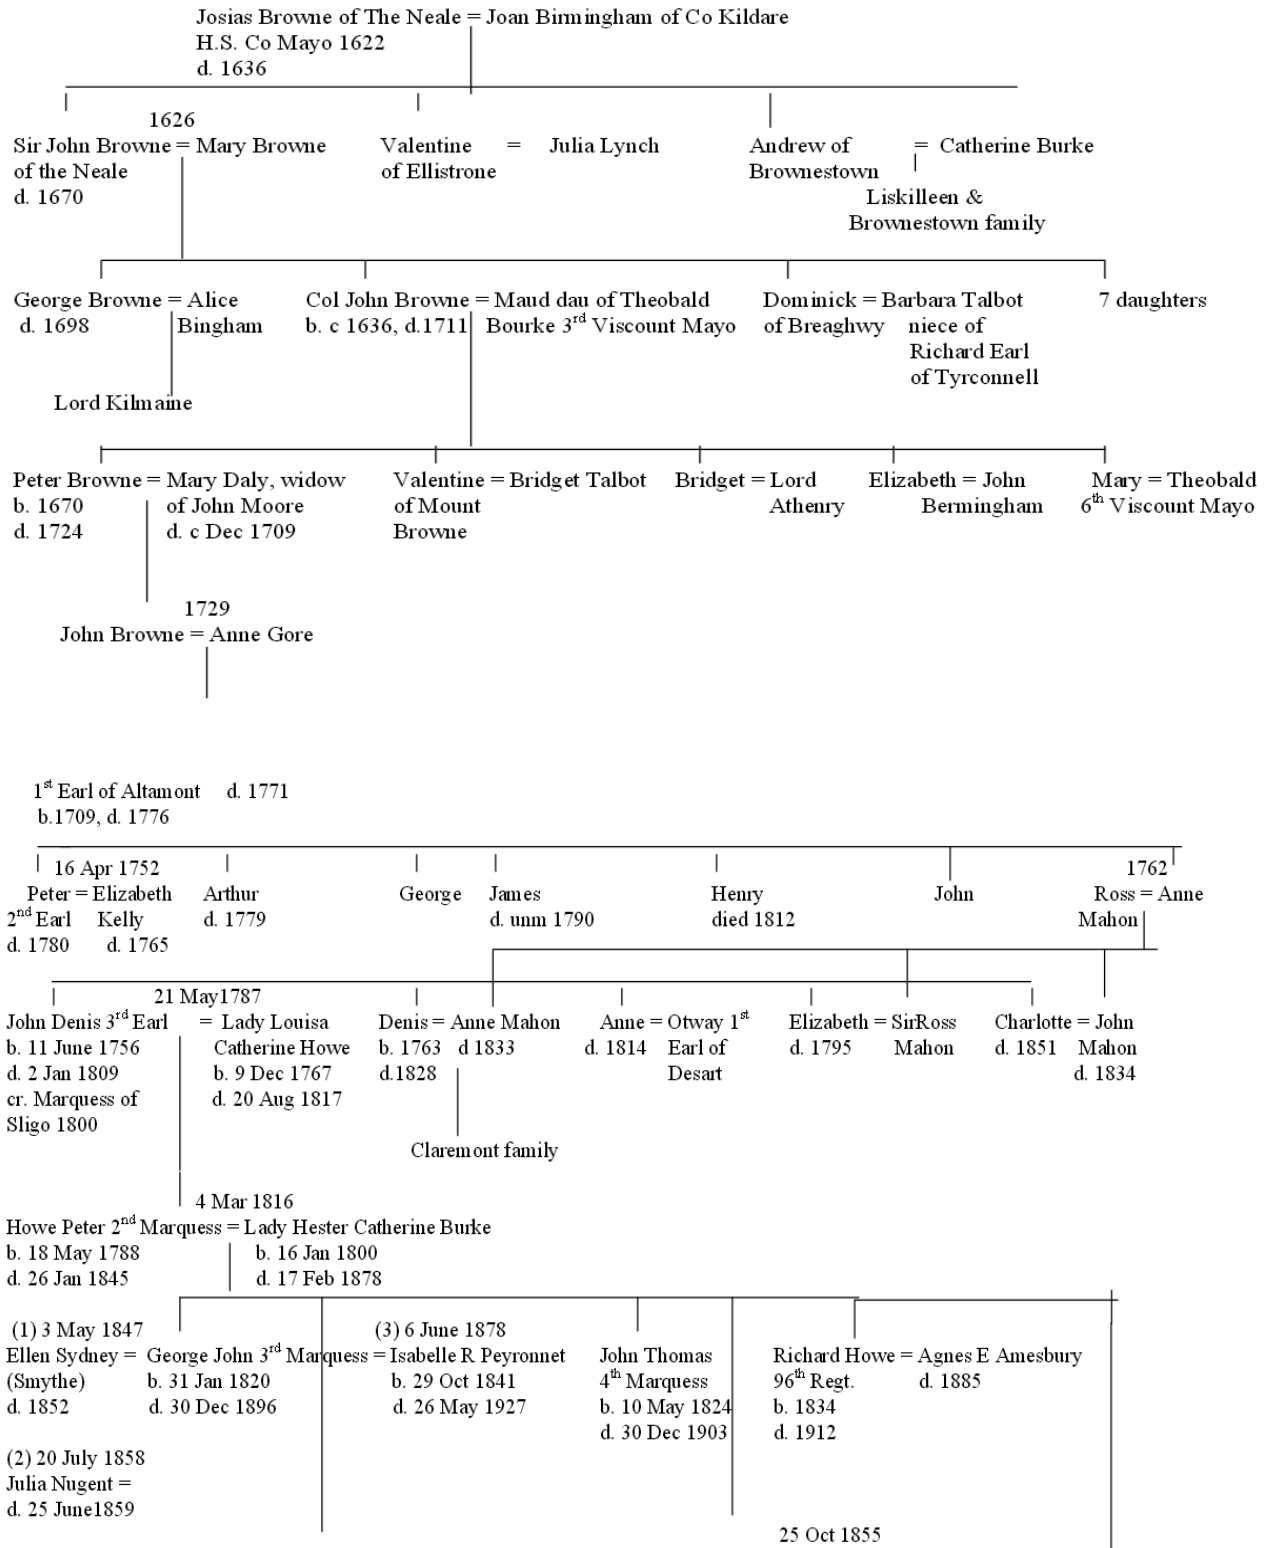 Josias Browne of The Neale = Joan Birmingham of Co Kildare
H.S. Co Mayo 1622
d. 1636
1626
Sir John Browne = Mary Browne Valentine = Julia Lynch Andrew of = Catherine Burke
of the Neale of Ellistrone Brownestown
d. 1670 Liskilleen &
Brownestown family
George Browne = Alice Col John Browne = Maud dau of Theobald Dominick = Barbara Talbot 7 daughters
d. 1698 Bingham b. c 1636, d.1711 Bourke 3rd Viscount Mayo of Breaghwy niece of
Richard Earl
of Tyrconnell
Lord Kilmaine
Peter Browne = Mary Daly, widow Valentine = Bridget Talbot Bridget = Lord Elizabeth = John Mary = Theobald
b. 1670 of John Moore of Mount Athenry Bermingham 6th Viscount Mayo
d. 1724 d. c Dec 1709 Browne
1729
John Browne = Anne Gore
1st Earl of Altamont d. 1771
b.1709, d. 1776
16 Apr 1752 1762
Peter = Elizabeth Arthur George James Henry John Ross = Anne
2nd Earl Kelly d. 1779 d. unm 1790 died 1812 Mahon
d. 1780 d. 1765
21 May1787
John Denis 3rd Earl = Lady Louisa Denis = Anne Mahon Anne = Otway 1st Elizabeth = SirRoss Charlotte = John
b. 11 June 1756 Catherine Howe b. 1763 d 1833 d. 1814 Earl of d. 1795 Mahon d. 1851 Mahon
d. 2 Jan 1809 b. 9 Dec 1767 d.1828 Desart d. 1834
cr. Marquess of d. 20 Aug 1817
Sligo 1800
Claremont family
4 Mar 1816
Howe Peter 2nd Marquess = Lady Hester Catherine Burke
b. 18 May 1788 b. 16 Jan 1800
d. 26 Jan 1845 d. 17 Feb 1878
(1) 3 May 1847 (3) 6 June 1878
Ellen Sydney = George John 3rd Marquess = Isabelle R Peyronnet John Thomas Richard Howe = Agnes E Amesbury
(Smythe) b. 31 Jan 1820 b. 29 Oct 1841 4th Marquess 96th Regt. d. 1885
d. 1852 d. 30 Dec 1896 d. 26 May 1927 b. 10 May 1824 b. 1834
d. 30 Dec 1903 d. 1912
(2) 20 July 1858
Julia Nugent =
d. 25 June1859
25 Oct 1855